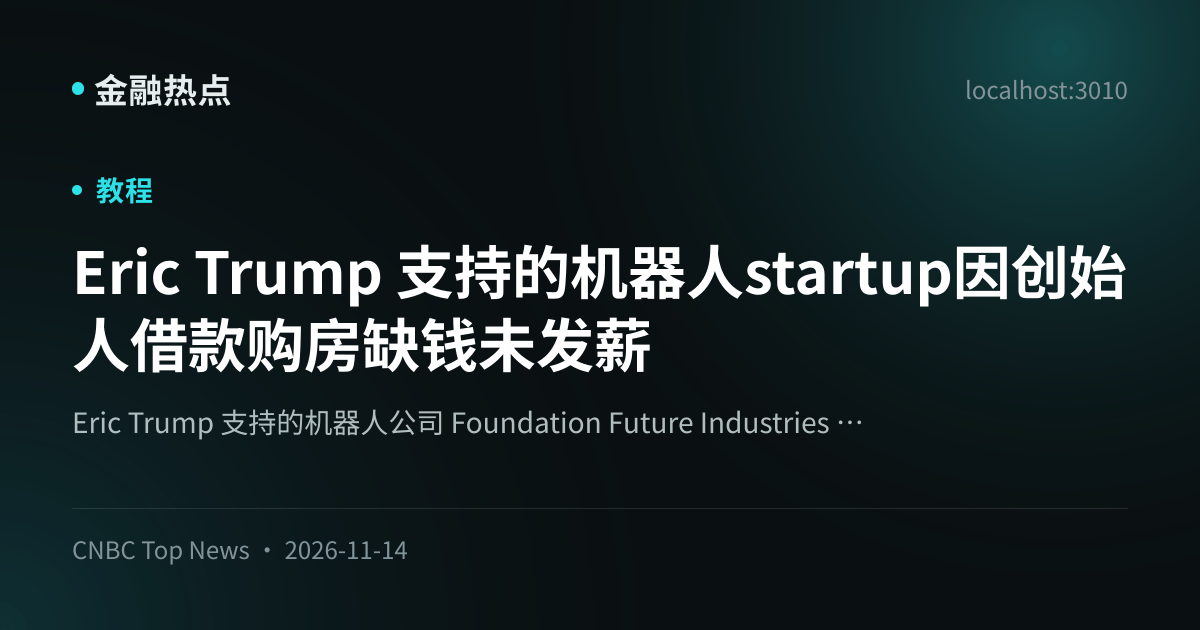 金融热点
localhost:3010
教程
Eric Trump 支持的机器人startup因创始
人借款购房缺钱未发薪
Eric Trump 支持的机器人公司 Foundation Future Industries …
CNBC Top News · 2026-11-14